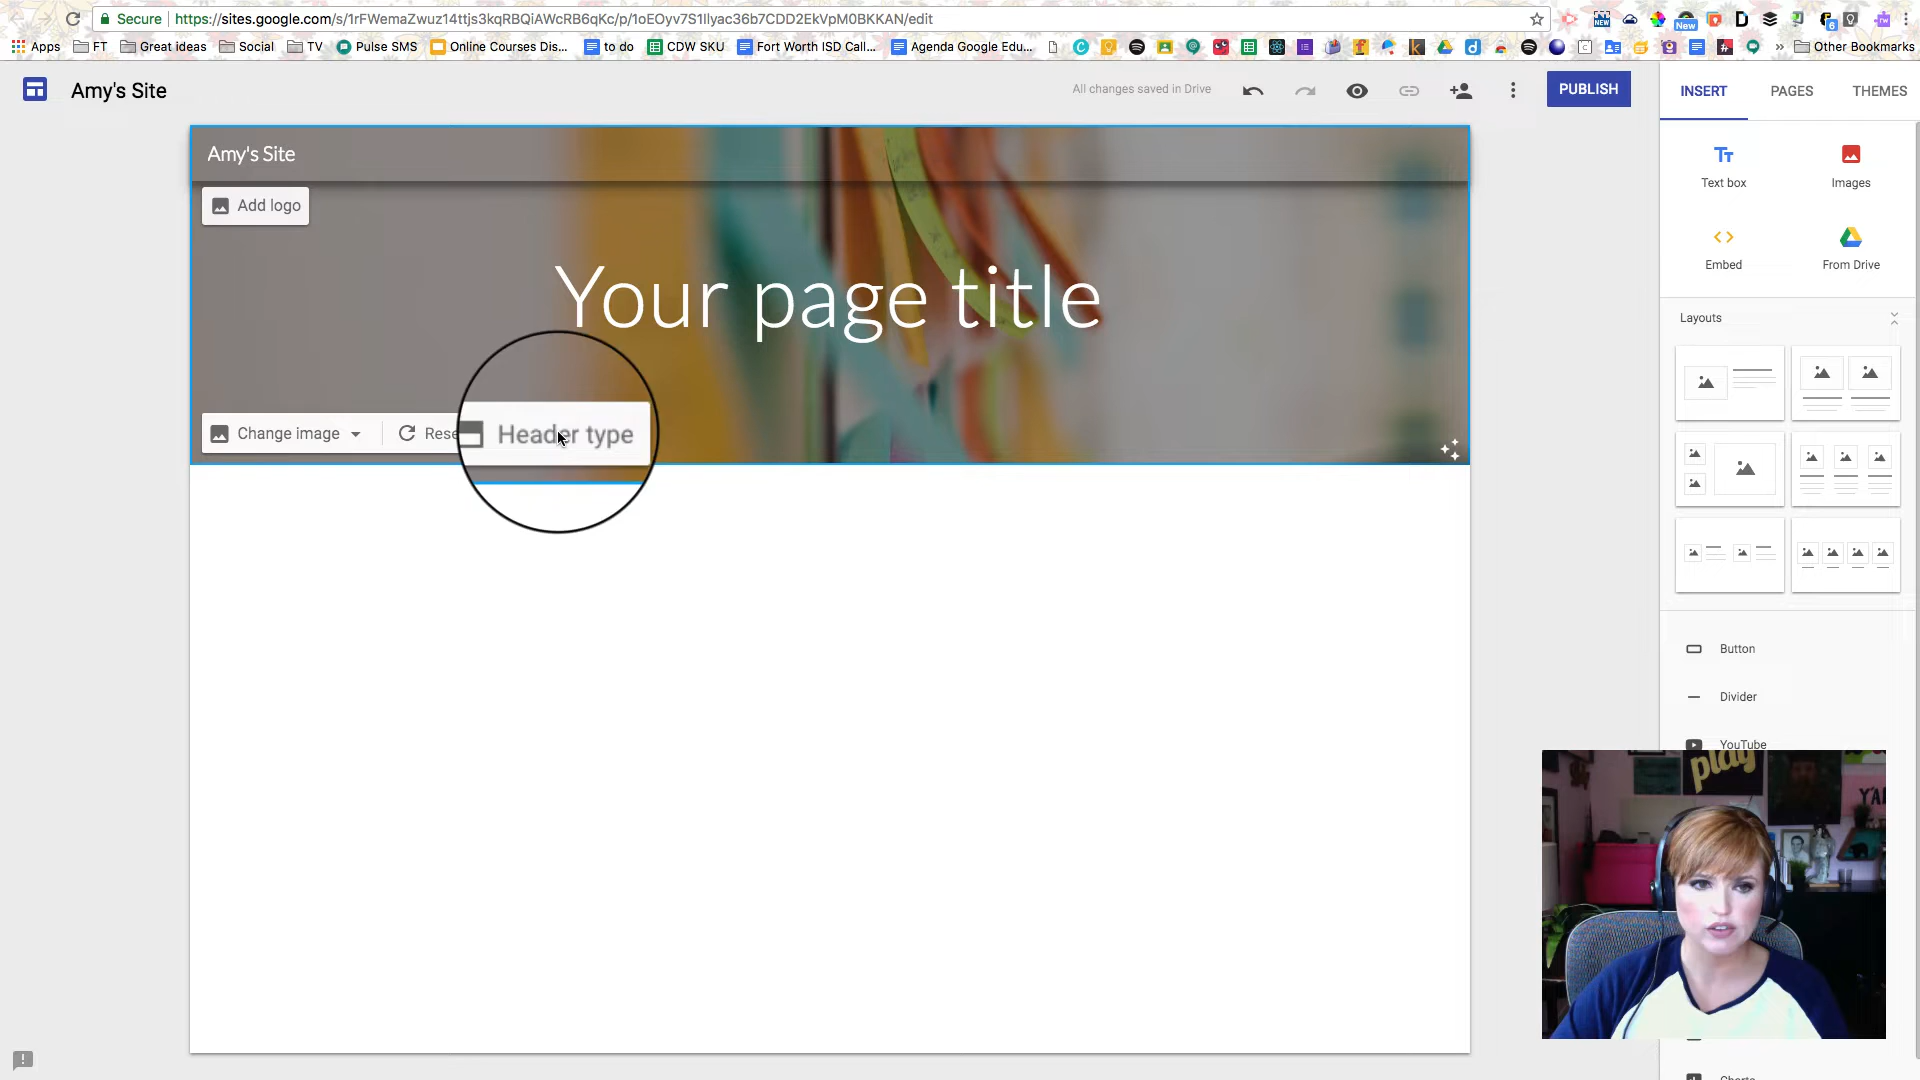 Secure https://sites.google.com/s/1rFWemaZwuz14ttjs3kqRBQiAWcRB6qKc/p/1oEOyv7S1Ilyac36b7CDD2EkVpM0BKKAN/edit
New
Apps FT Great ideas Social TV Pulse SMS Online Courses Dis... to do CDW SKU Fort Worth ISD Call... Agenda Google Edu... » Other Bookmarks
Amy's Site
All changes saved in Drive
PUBLISH
INSERT PAGES THEMES
Amy's Site
Add logo
Your page title
Change image Rese Header type
Text box Images
Embed From Drive
Layouts
Button
Divider
YouTube
play